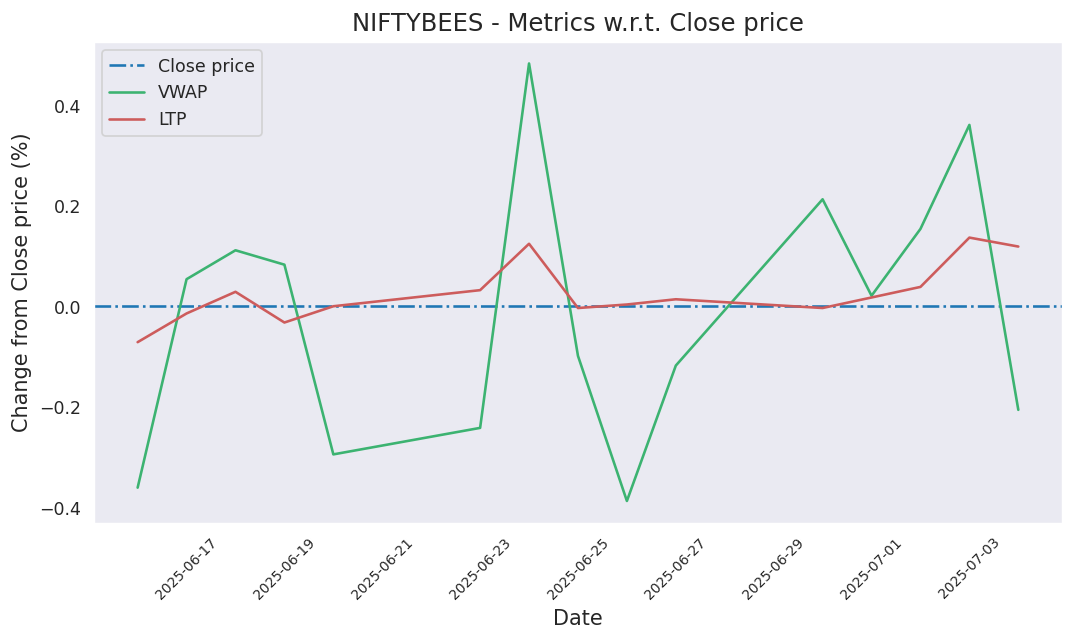 NIFTYBEES - Metrics w.r.t. Close price
Close price
VWAP
LTP
Change from Close price (%)
0.4
0.2
0.0
−0.2
−0.4
2025-06-17
2025-06-19
2025-06-21
2025-06-23
2025-06-25
2025-06-27
2025-06-29
2025-07-01
2025-07-03
Date